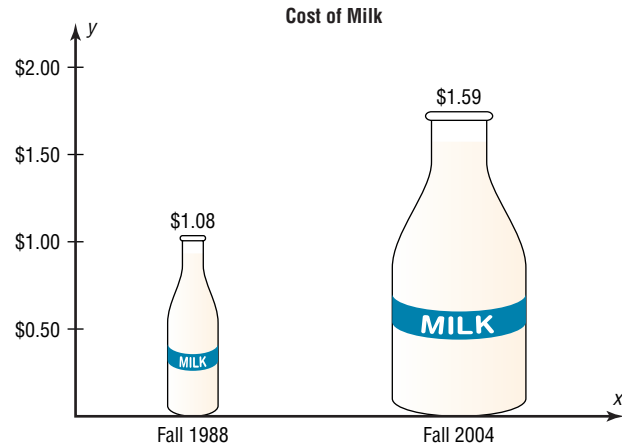 Cost of Milk
y
$2.00
$1.59
$1.50
$1.08
$1.00
$0.50
MILK
MILK
x
Fall 1988
Fall 2004